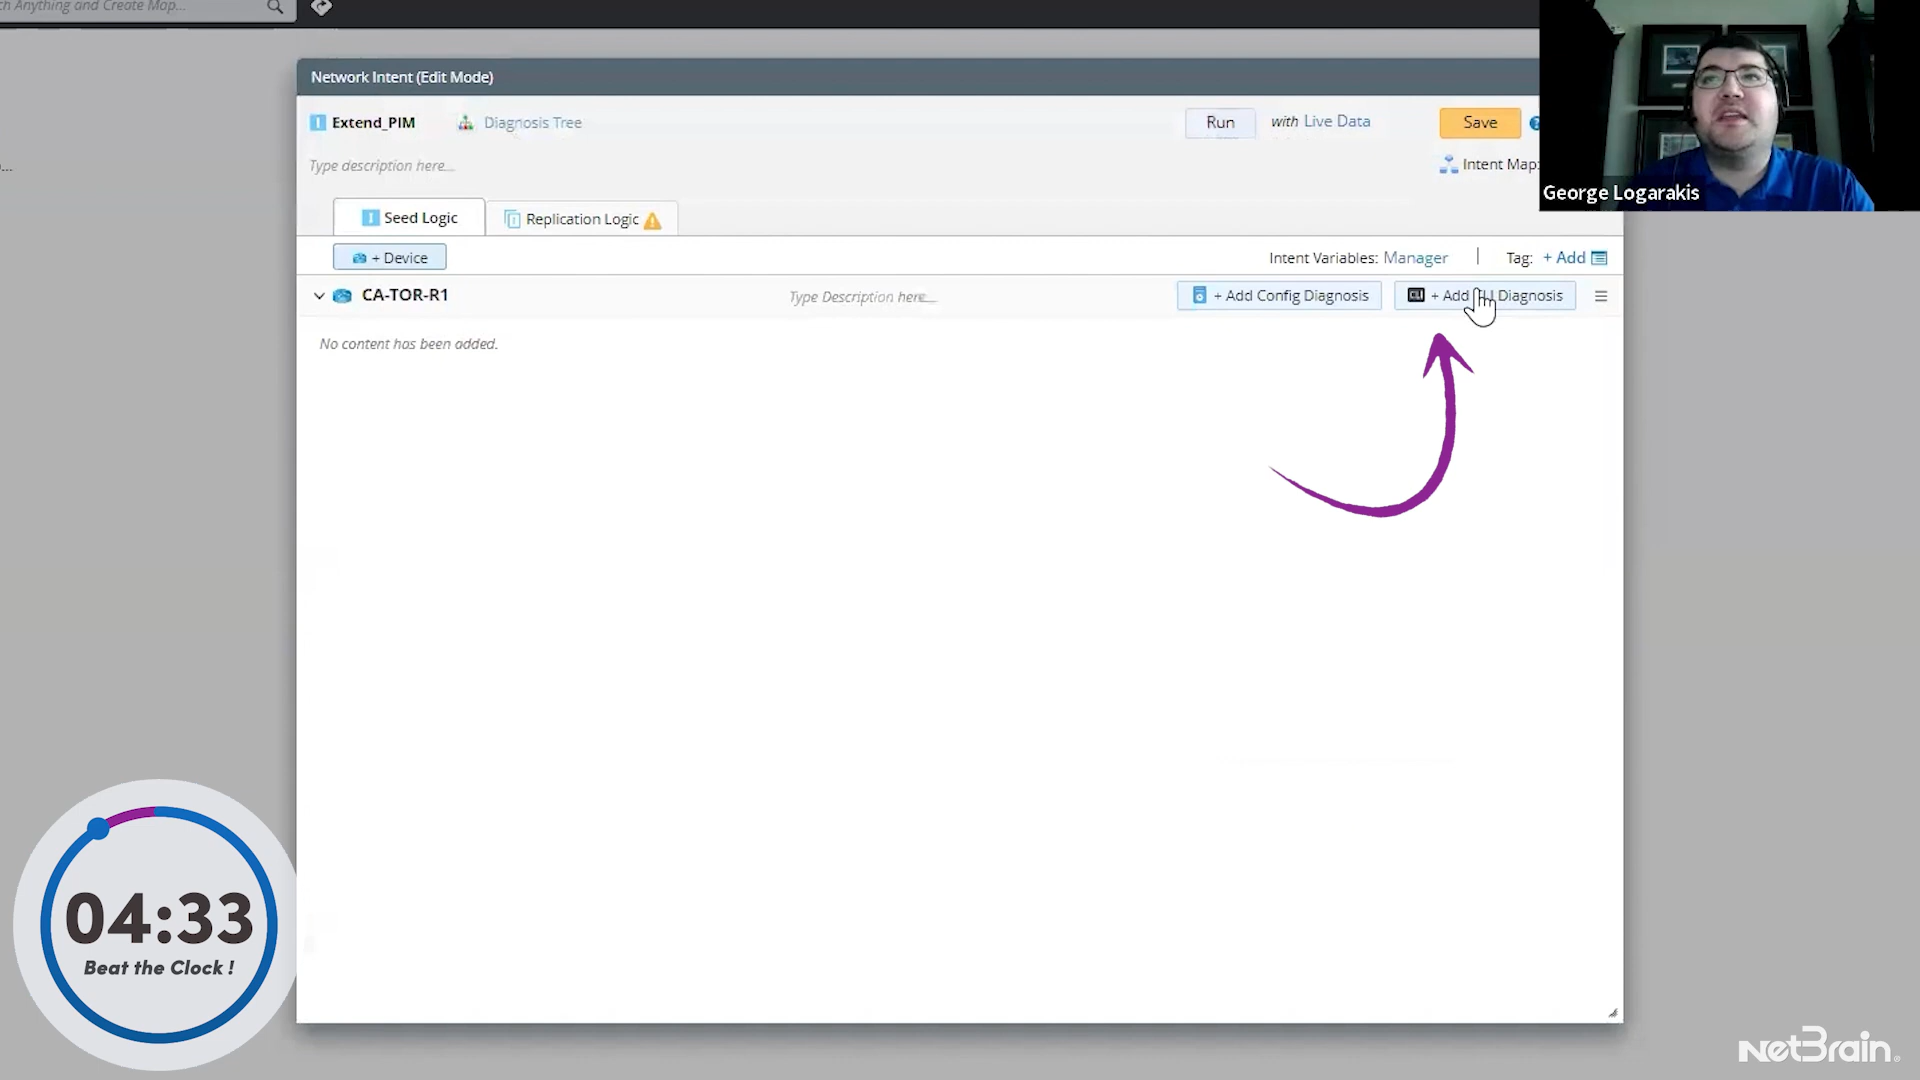 ch Anything and Create Map...
Network Intent (Edit Mode)
Extend_PIM
Diagnosis Tree
Run
with Live Data
Save
Type description here...
Intent Map:
George Logarakis
Seed Logic
Replication Logic
+ Device
Intent Variables: Manager
Tag: + Add
CA-TOR-R1
Type Description here...
+ Add Config Diagnosis
CLI
+ Add CLI Diagnosis
No content has been added.
04:33
Beat the Clock !
NetBrain